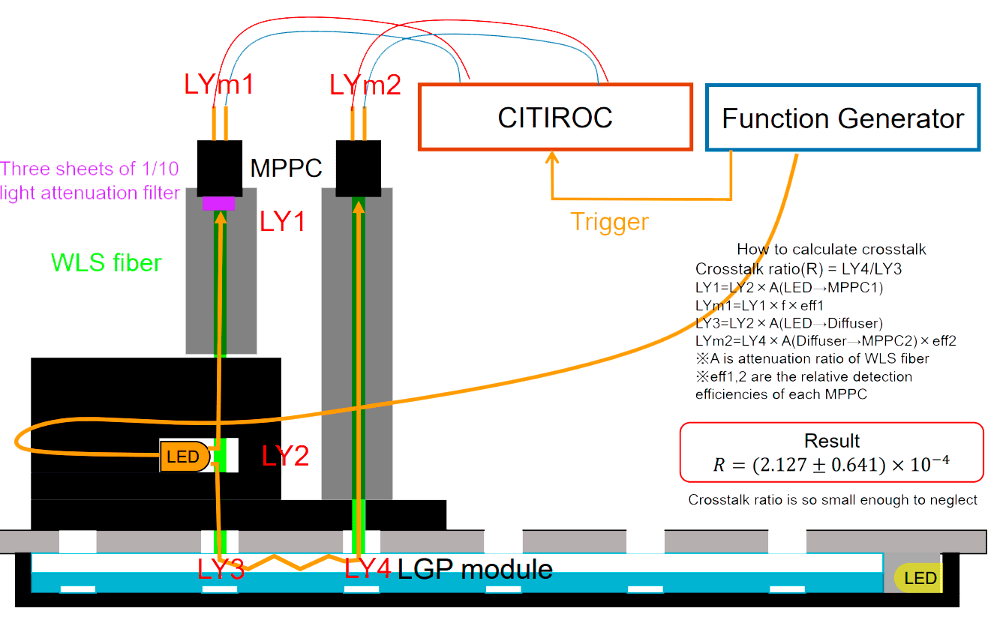 LYm1
LYm2
CITIROC
Function Generator
Three sheets of 1/10
light attenuation filter
MPPC
LY1
Trigger
WLS fiber
How to calculate crosstalk
Crosstalk ratio(R) = LY4/LY3
LY1=LY2×A(LED→MPPC1)
LYm1=LY1×f×eff1
LY3=LY2×A(LED→Diffuser)
LYm2=LY4×A(Diffuser→MPPC2)×eff2
※A is attenuation ratio of WLS fiber
※eff1,2 are the relative detection
efficiencies of each MPPC
LED
LY2
Result
R = (2.127 ± 0.641) × 10⁻⁴
Crosstalk ratio is so small enough to neglect
LY3
LY4
LGP module
LED